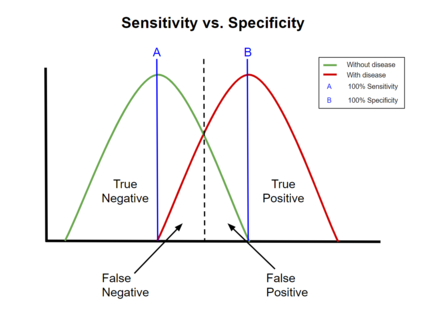 Sensitivity vs. Specificity
A
B
Without disease
With disease
A 100% Sensitivity
B 100% Specificity
True
Negative
True
Positive
False
Negative
False
Positive